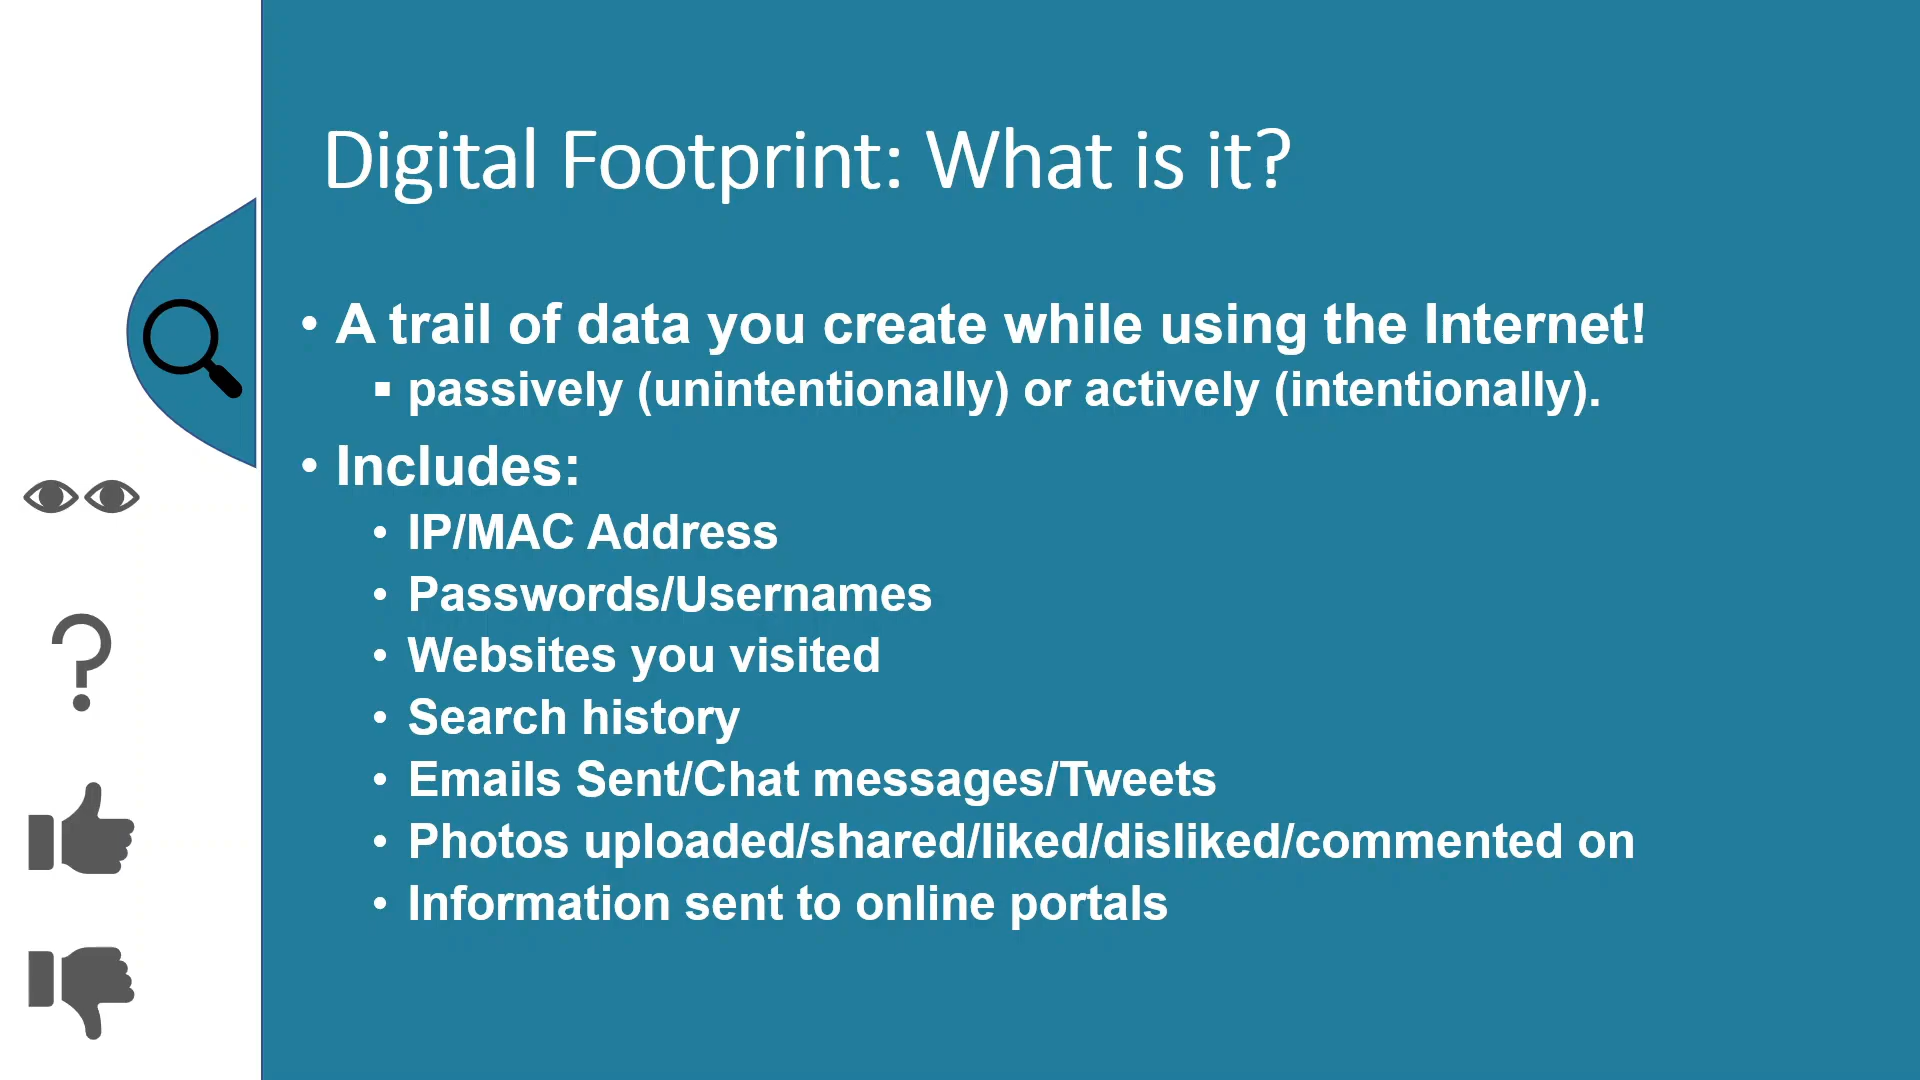 Digital Footprint: What is it?
• A trail of data you create while using the Internet!
▪ passively (unintentionally) or actively (intentionally).
• Includes:
• IP/MAC Address
• Passwords/Usernames
• Websites you visited
• Search history
• Emails Sent/Chat messages/Tweets
• Photos uploaded/shared/liked/disliked/commented on
• Information sent to online portals